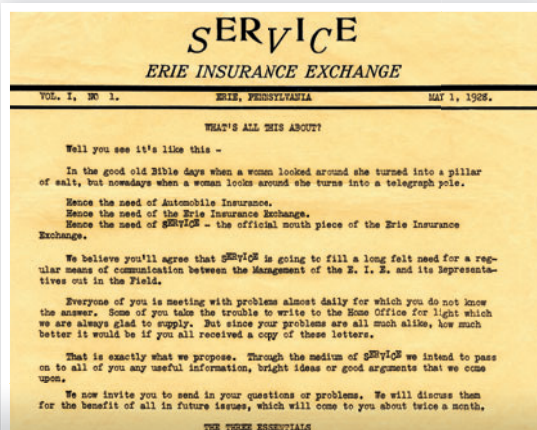 SERVICE
ERIE INSURANCE EXCHANGE
VOL. I, NO 1. ERIE, PENNSYLVANIA MAY 1, 1928.
WHAT'S ALL THIS ABOUT?
Well you see it's like this -
In the good old Bible days when a woman looked around she turned into a pillar
of salt, but nowadays when a woman looks around she turns into a telegraph pole.
Hence the need of Automobile Insurance.
Hence the need of the Erie Insurance Exchange.
Hence the need of SERVICE - the official mouth piece of the Erie Insurance
Exchange.
We believe you'll agree that SERVICE is going to fill a long felt need for a reg-
ular means of communication between the Management of the E. I. E. and its Representa-
tives out in the Field.
Everyone of you is meeting with problems almost daily for which you do not know
the answer. Some of you take the trouble to write to the Home Office for light which
we are always glad to supply. But since your problems are all much alike, how much
better it would be if you all received a copy of these letters.
That is exactly what we propose. Through the medium of SERVICE we intend to pass
on to all of you any useful information, bright ideas or good arguments that we come
upon.
We now invite you to send in your questions or problems. We will discuss them
for the benefit of all in future issues, which will come to you about twice a month.
THE THREE ESSENTIALS